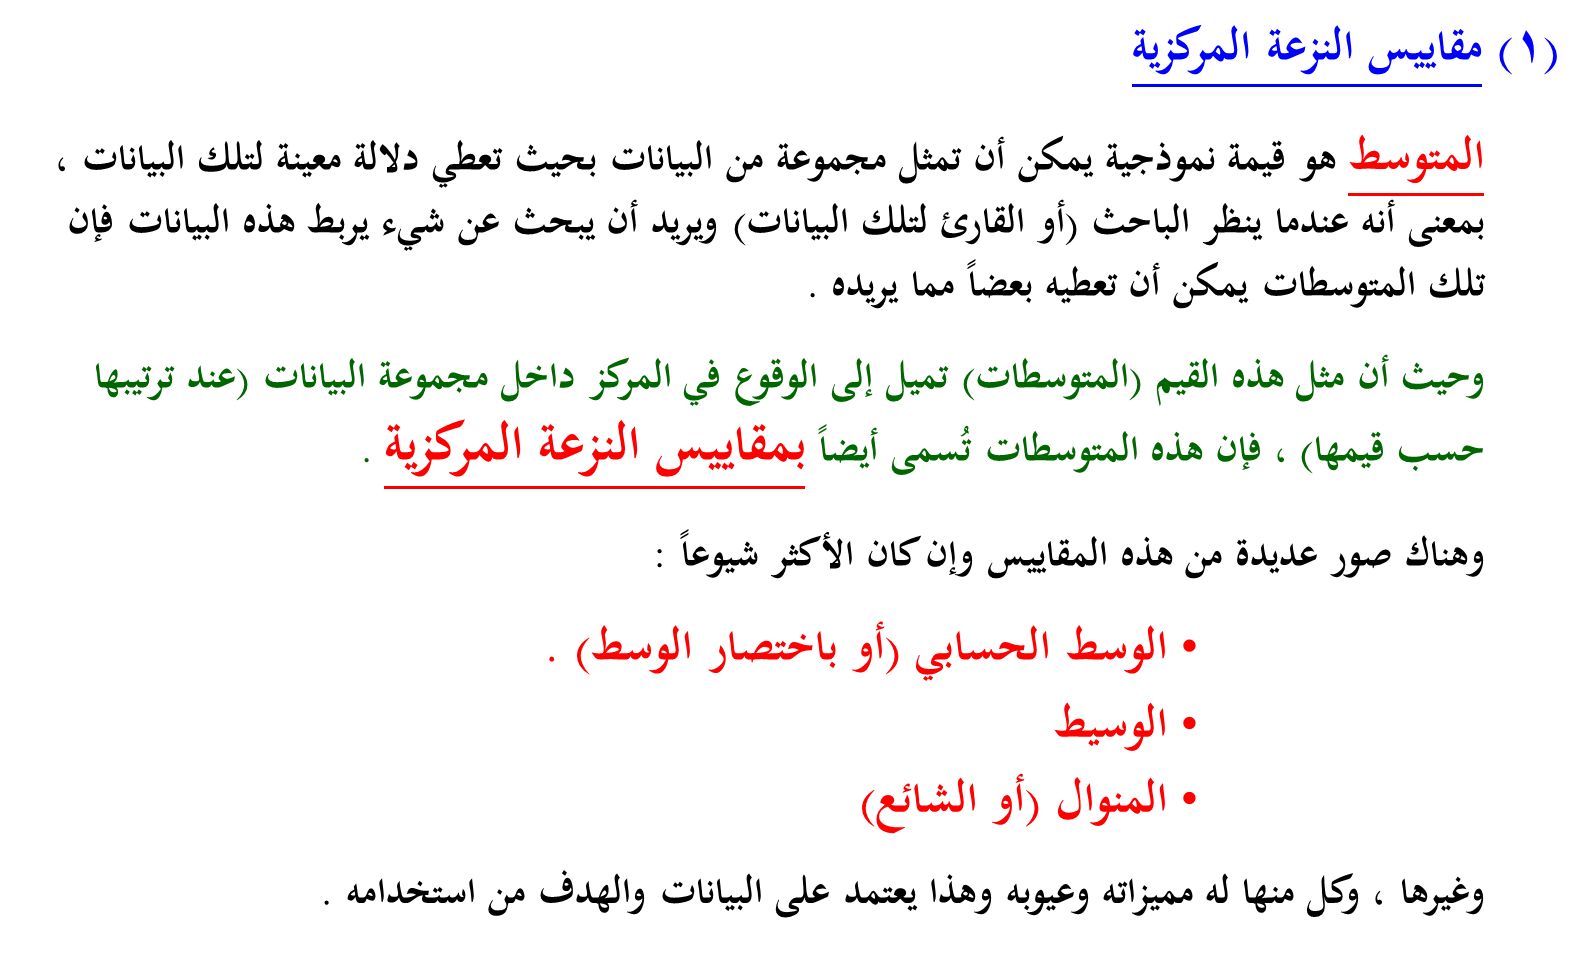 (١) مقاييس النزعة المركزية
المتوسط هو قيمة نموذجية يمكن أن تمثل مجموعة من البيانات بحيث تعطي دلالة معينة لتلك البيانات ،
بمعنى أنه عندما ينظر الباحث (أو القارئ لتلك البيانات) ويريد أن يبحث عن شيء يربط هذه البيانات فإن
تلك المتوسطات يمكن أن تعطيه بعضاً مما يريده .
وحيث أن مثل هذه القيم (المتوسطات) تميل إلى الوقوع في المركز داخل مجموعة البيانات (عند ترتيبها
حسب قيمها) ، فإن هذه المتوسطات تُسمى أيضاً بمقاييس النزعة المركزية .
وهناك صور عديدة من هذه المقاييس وإن كان الأكثر شيوعاً :
• الوسط الحسابي (أو باختصار الوسط) .
• الوسيط
• المنوال (أو الشائع)
وغيرها ، وكل منها له مميزاته وعيوبه وهذا يعتمد على البيانات والهدف من استخدامه .